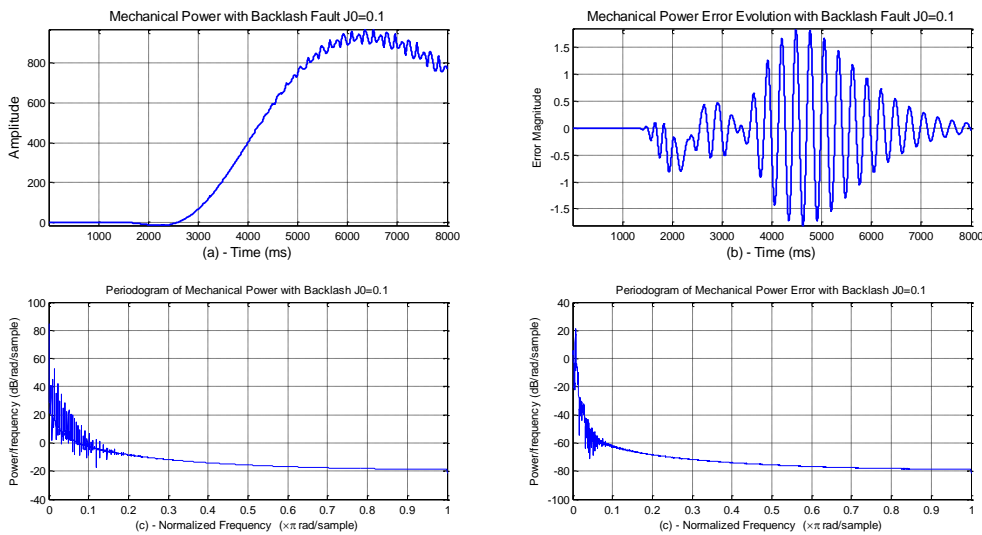 Mechanical Power with Backlash Fault J0=0.1
Amplitude
800
600
400
200
0
1000 2000 3000 4000 5000 6000 7000 8000
(a) - Time (ms)
Mechanical Power Error Evolution with Backlash Fault J0=0.1
Error Magnitude
1.5
1
0.5
0
-0.5
-1
-1.5
1000 2000 3000 4000 5000 6000 7000 8000
(b) - Time (ms)
Periodogram of Mechanical Power with Backlash J0=0.1
Power/frequency (dB/rad/sample)
100
80
60
40
20
0
-20
-40
0 0.1 0.2 0.3 0.4 0.5 0.6 0.7 0.8 0.9 1
(c) - Normalized Frequency (×π rad/sample)
Periodogram of Mechanical Power Error with Backlash J0=0.1
Power/frequency (dB/rad/sample)
40
20
0
-20
-40
-60
-80
-100
0 0.1 0.2 0.3 0.4 0.5 0.6 0.7 0.8 0.9 1
(c) - Normalized Frequency (×π rad/sample)